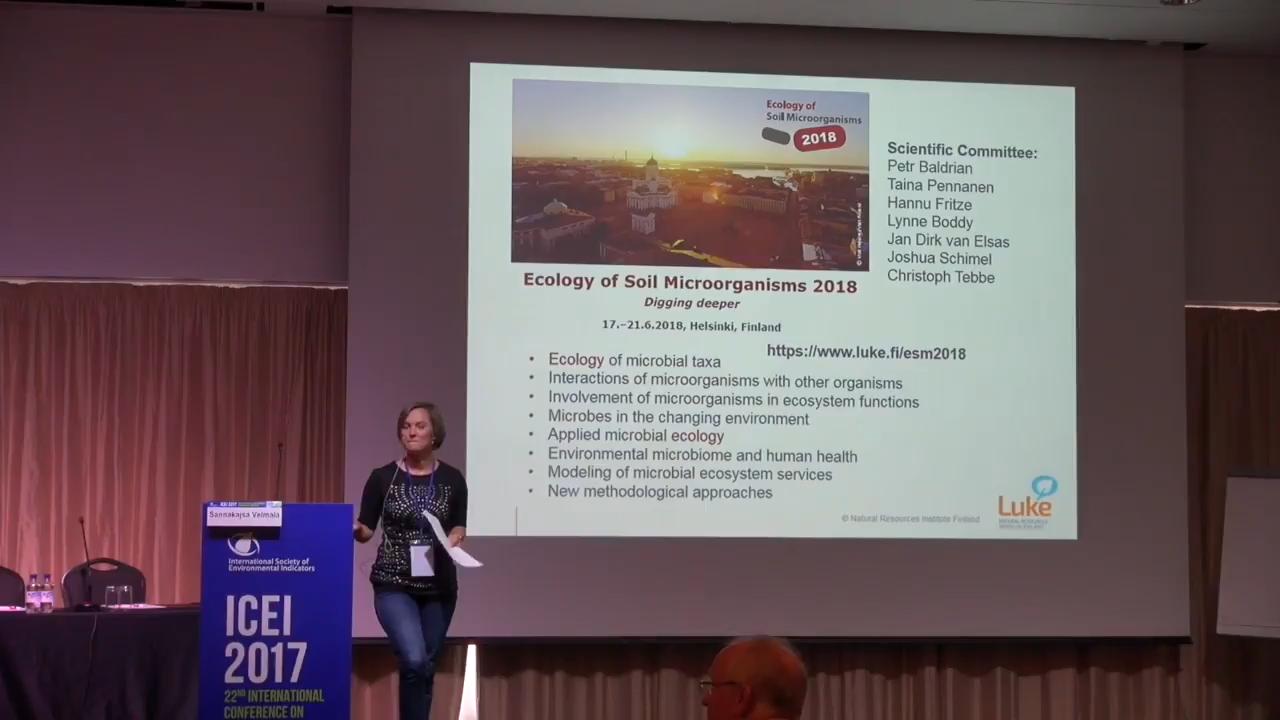 Ecology of
Soil Microorganisms
2018
Scientific Committee:
Petr Baldrian
Taina Pennanen
Hannu Fritze
Lynne Boddy
Jan Dirk van Elsas
Joshua Schimel
Christoph Tebbe
Ecology of Soil Microorganisms 2018
Digging deeper
17.–21.6.2018, Helsinki, Finland
https://www.luke.fi/esm2018
• Ecology of microbial taxa
• Interactions of microorganisms with other organisms
• Involvement of microorganisms in ecosystem functions
• Microbes in the changing environment
• Applied microbial ecology
• Environmental microbiome and human health
• Modeling of microbial ecosystem services
• New methodological approaches
© Natural Resources Institute Finland
Luke
Sannakajsa Velmala
International Society of
Environmental Indicators
ICEI
2017
22ND INTERNATIONAL
CONFERENCE ON